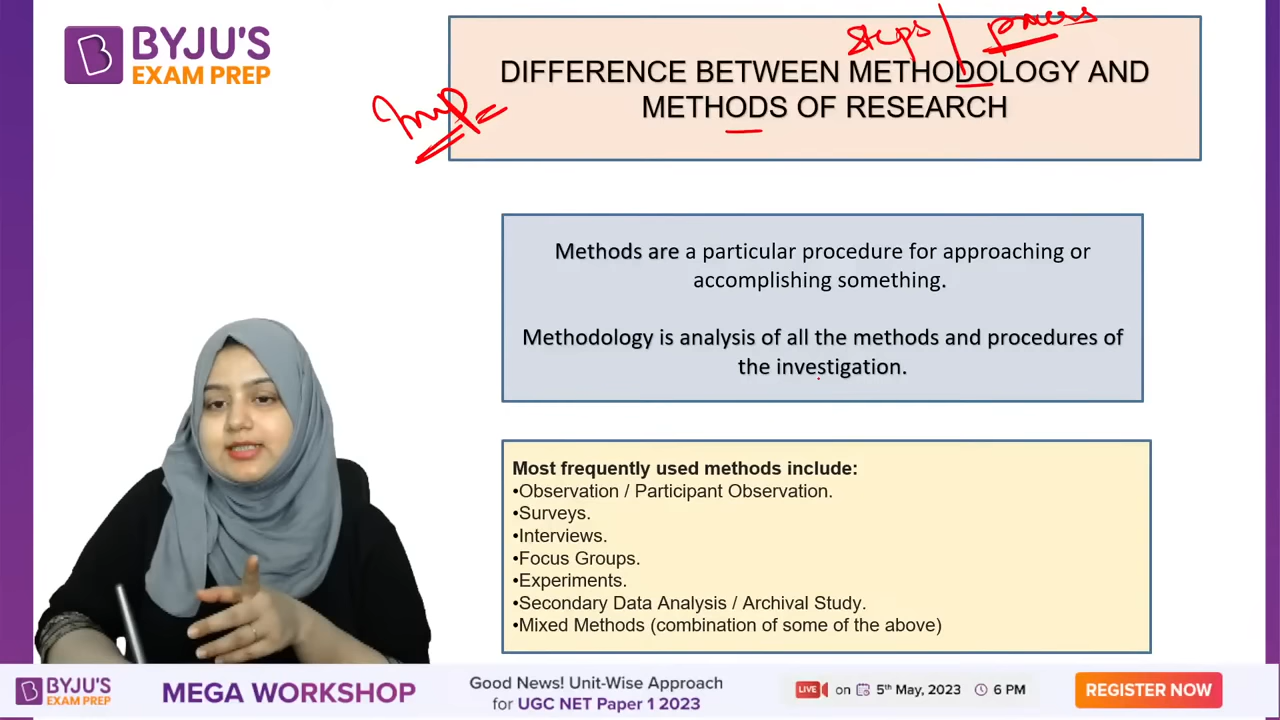 BYJU'S
EXAM PREP
steps / process
DIFFERENCE BETWEEN METHODOLOGY AND
METHODS OF RESEARCH
Imp
Methods are a particular procedure for approaching or
accomplishing something.
Methodology is analysis of all the methods and procedures of
the investigation.
Most frequently used methods include:
•Observation / Participant Observation.
•Surveys.
•Interviews.
•Focus Groups.
•Experiments.
•Secondary Data Analysis / Archival Study.
•Mixed Methods (combination of some of the above)
BYJU'S
EXAM PREP
MEGA WORKSHOP
Good News! Unit-Wise Approach
for UGC NET Paper 1 2023
LIVE on 5th May, 2023 6 PM
REGISTER NOW